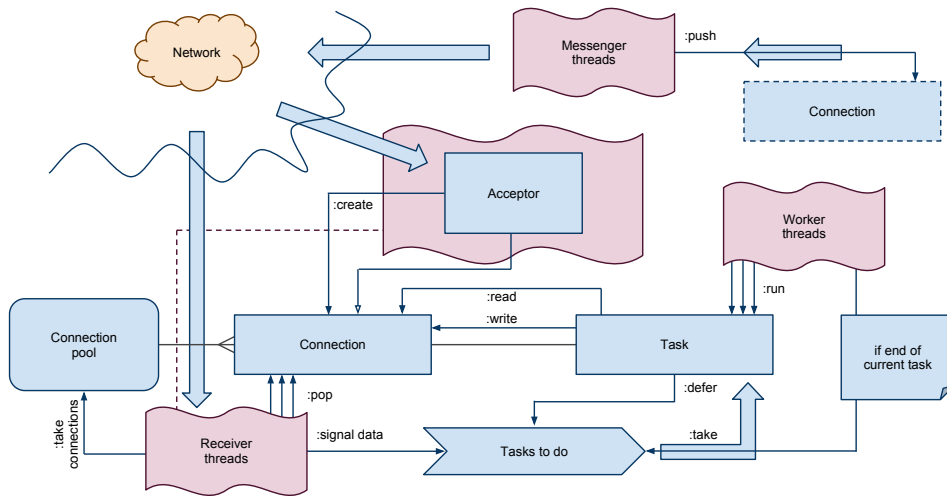 Network
Messenger
threads
:push
Connection
Acceptor
:create
Worker
threads
:run
:read
:write
Connection
pool
Connection
Task
if end of
current task
:pop
:defer
:take
connections
Receiver
threads
:signal data
Tasks to do
:take